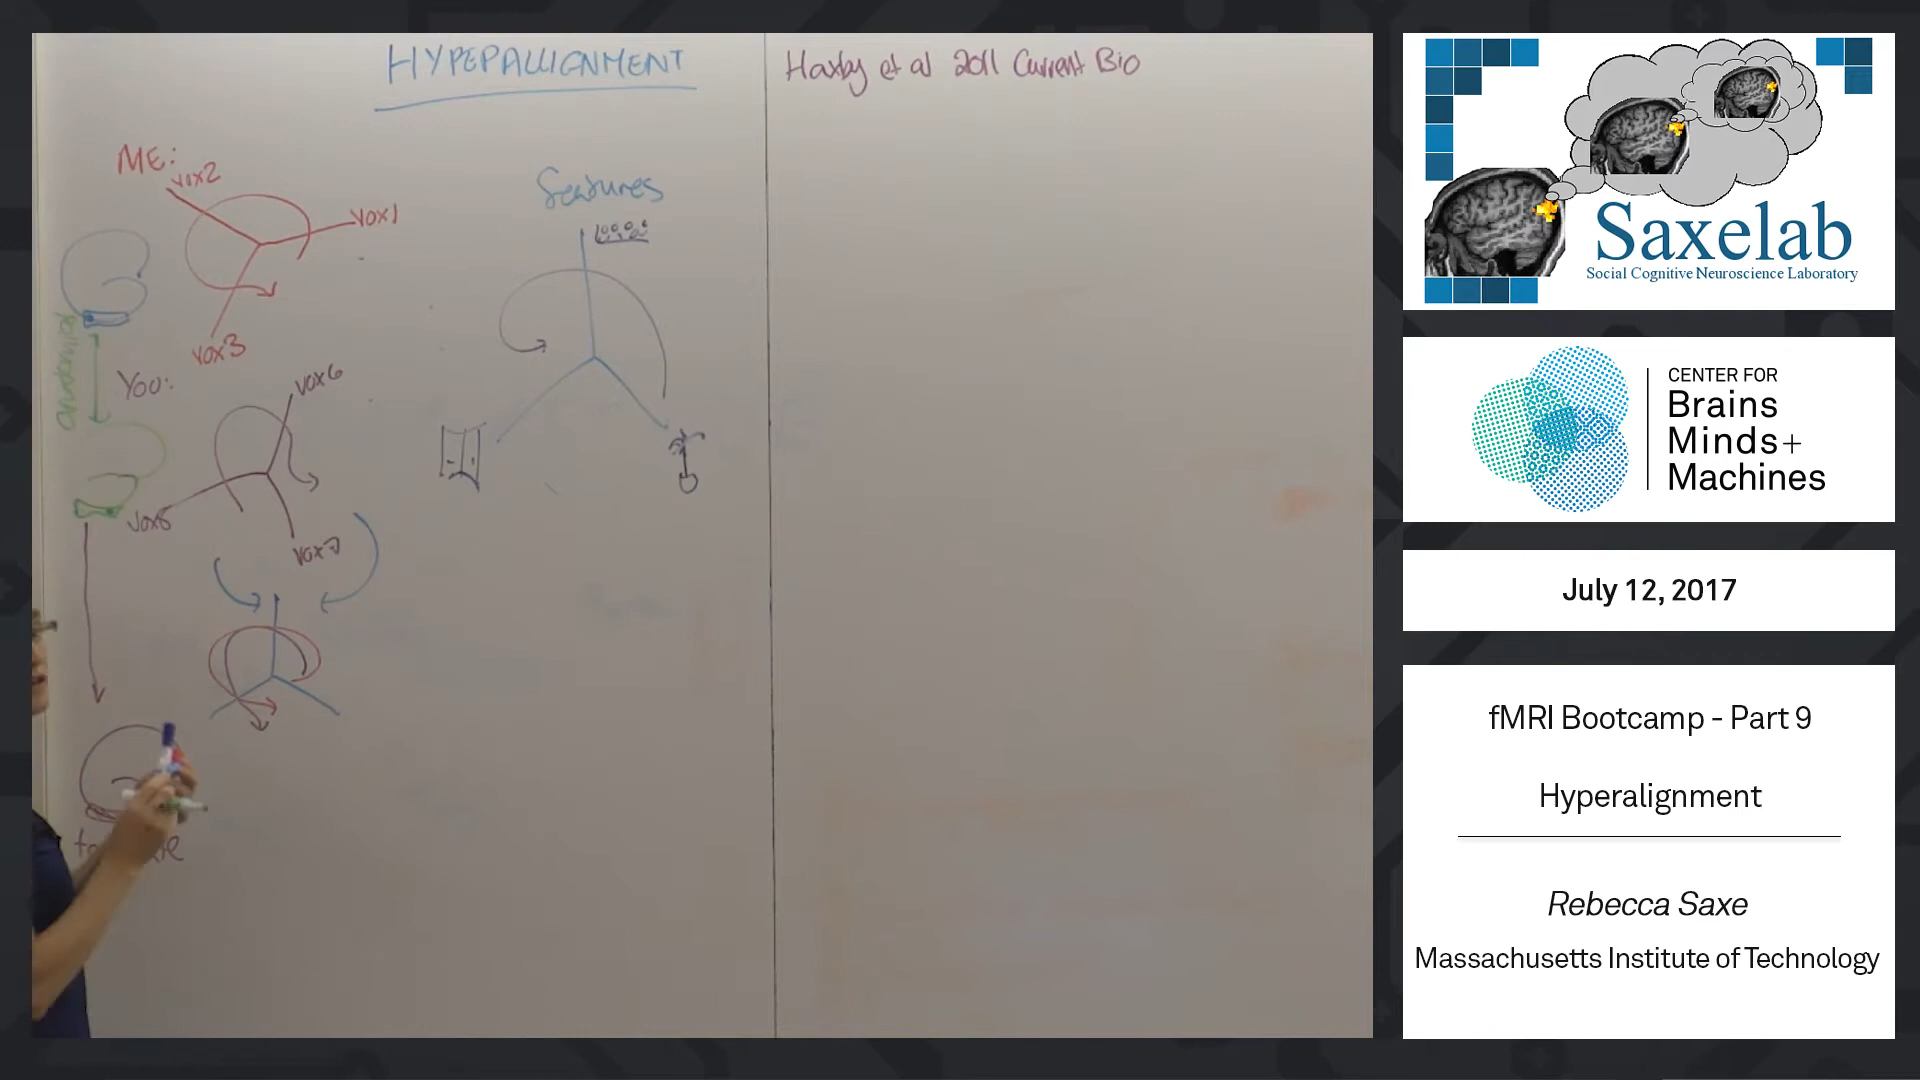 HYPERALLIGNMENT
Haxby et al 2011 Current Bio
ME:
vox2
vox1
vox3
Features
anatomical
You:
vox6
vox5
vox7
Saxelab
Social Cognitive Neuroscience Laboratory
CENTER FOR
Brains
Minds+
Machines
July 12, 2017
fMRI Bootcamp - Part 9
Hyperalignment
Rebecca Saxe
Massachusetts Institute of Technology